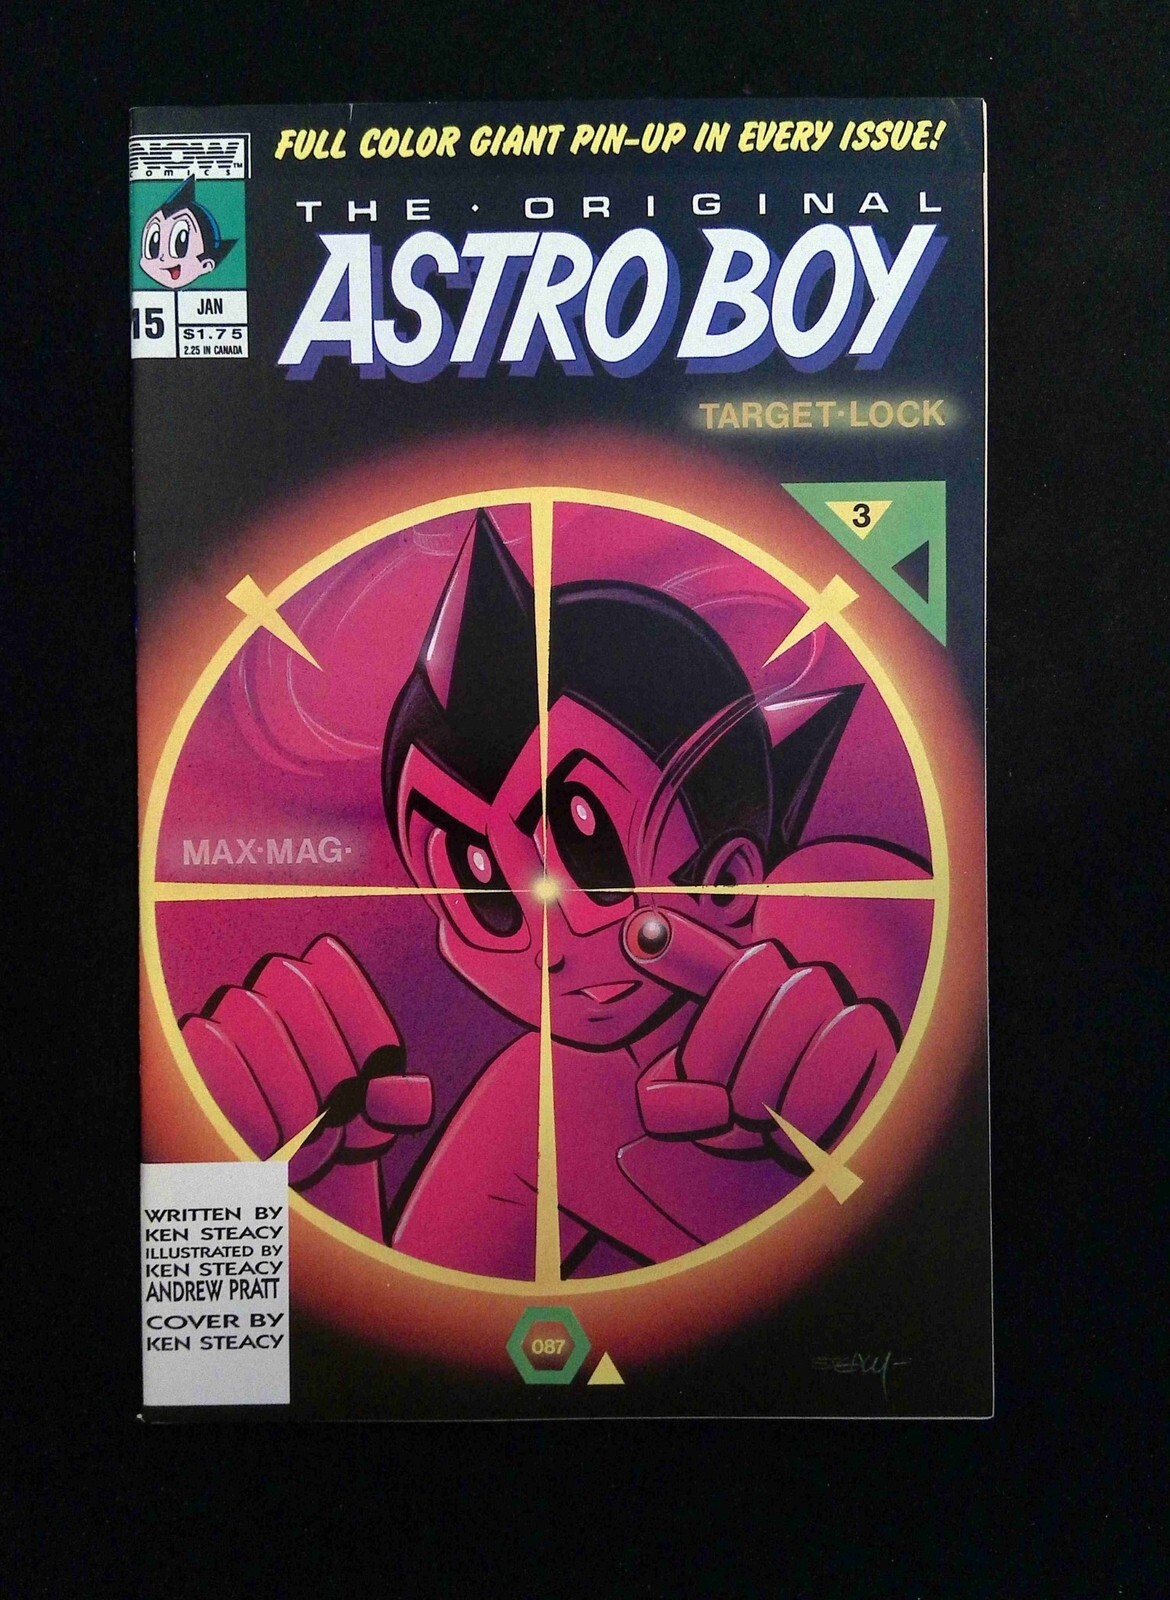 FULL COLOR GIANT PIN-UP IN EVERY ISSUE!
NOW™
COMICS
THE · ORIGINAL
ASTRO BOY
15
JAN
$1.75
2.25 IN CANADA
TARGET·LOCK
3
MAX·MAG·
WRITTEN BY
KEN STEACY
ILLUSTRATED BY
KEN STEACY
ANDREW PRATT
COVER BY
KEN STEACY
087
STEACY